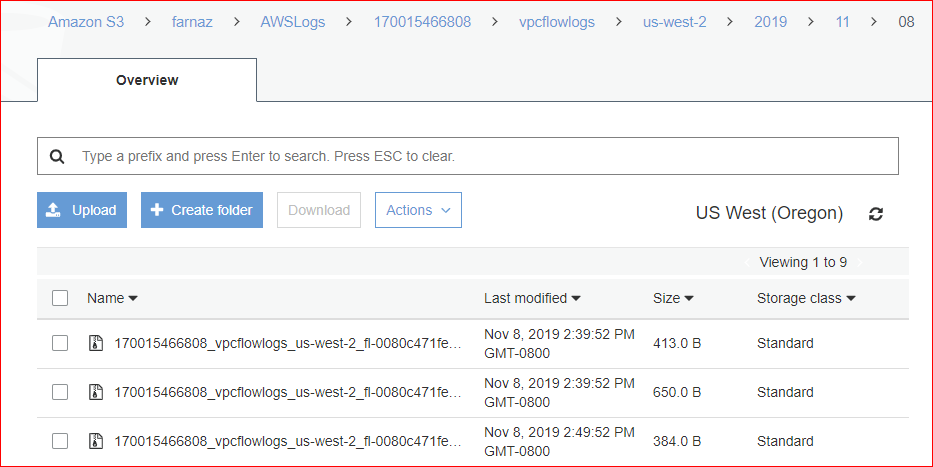 Amazon S3 > farnaz > AWSLogs > 170015466808 > vpcflowlogs > us-west-2 > 2019 > 11 > 08
Overview
Type a prefix and press Enter to search. Press ESC to clear.
Upload Create folder Download Actions US West (Oregon)
Viewing 1 to 9
Name Last modified Size Storage class
170015466808_vpcflowlogs_us-west-2_fl-0080c471fe... Nov 8, 2019 2:39:52 PM 413.0 B Standard
GMT-0800
170015466808_vpcflowlogs_us-west-2_fl-0080c471fe... Nov 8, 2019 2:39:52 PM 650.0 B Standard
GMT-0800
170015466808_vpcflowlogs_us-west-2_fl-0080c471fe... Nov 8, 2019 2:49:52 PM 384.0 B Standard
GMT-0800